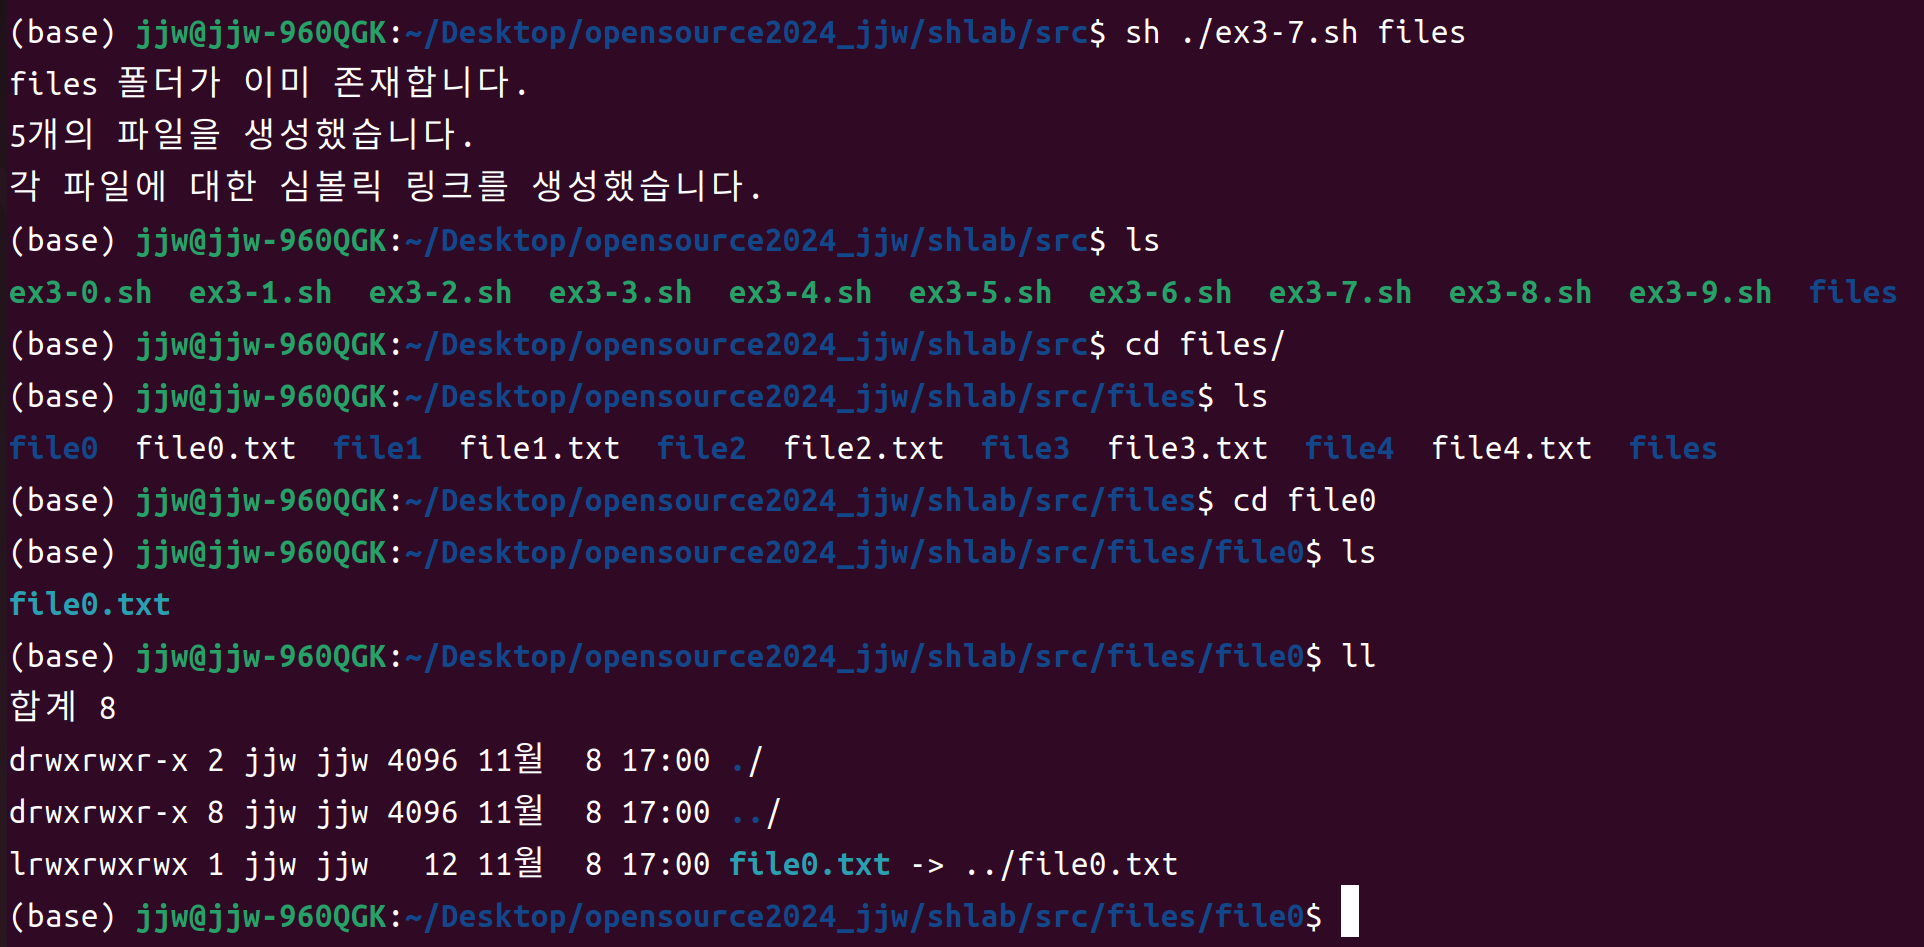 (base) jjw@jjw-960QGK:~/Desktop/opensource2024_jjw/shlab/src$ sh ./ex3-7.sh files
files 폴더가 이미 존재합니다.
5개의 파일을 생성했습니다.
각 파일에 대한 심볼릭 링크를 생성했습니다.
(base) jjw@jjw-960QGK:~/Desktop/opensource2024_jjw/shlab/src$ ls
ex3-0.sh  ex3-1.sh  ex3-2.sh  ex3-3.sh  ex3-4.sh  ex3-5.sh  ex3-6.sh  ex3-7.sh  ex3-8.sh  ex3-9.sh  files
(base) jjw@jjw-960QGK:~/Desktop/opensource2024_jjw/shlab/src$ cd files/
(base) jjw@jjw-960QGK:~/Desktop/opensource2024_jjw/shlab/src/files$ ls
file0  file0.txt  file1  file1.txt  file2  file2.txt  file3  file3.txt  file4  file4.txt  files
(base) jjw@jjw-960QGK:~/Desktop/opensource2024_jjw/shlab/src/files$ cd file0
(base) jjw@jjw-960QGK:~/Desktop/opensource2024_jjw/shlab/src/files/file0$ ls
file0.txt
(base) jjw@jjw-960QGK:~/Desktop/opensource2024_jjw/shlab/src/files/file0$ ll
합계 8
drwxrwxr-x 2 jjw jjw 4096 11월  8 17:00 ./
drwxrwxr-x 8 jjw jjw 4096 11월  8 17:00 ../
lrwxrwxrwx 1 jjw jjw   12 11월  8 17:00 file0.txt -> ../file0.txt
(base) jjw@jjw-960QGK:~/Desktop/opensource2024_jjw/shlab/src/files/file0$